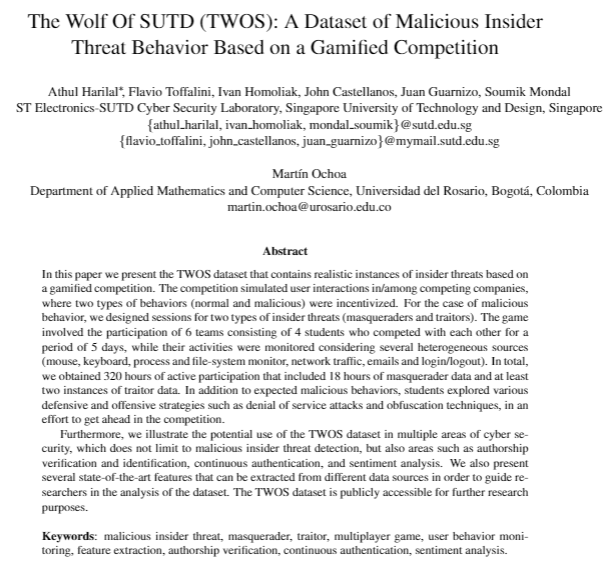 The Wolf Of SUTD (TWOS): A Dataset of Malicious Insider
Threat Behavior Based on a Gamified Competition
Athul Harilal*, Flavio Toffalini, Ivan Homoliak, John Castellanos, Juan Guarnizo, Soumik Mondal
ST Electronics-SUTD Cyber Security Laboratory, Singapore University of Technology and Design, Singapore
{athul_harilal, ivan_homoliak, mondal_soumik}@sutd.edu.sg
{flavio_toffalini, john_castellanos, juan_guarnizo}@mymail.sutd.edu.sg
Martín Ochoa
Department of Applied Mathematics and Computer Science, Universidad del Rosario, Bogotá, Colombia
martin.ochoa@urosario.edu.co
Abstract
In this paper we present the TWOS dataset that contains realistic instances of insider threats based on
a gamified competition. The competition simulated user interactions in/among competing companies,
where two types of behaviors (normal and malicious) were incentivized. For the case of malicious
behavior, we designed sessions for two types of insider threats (masqueraders and traitors). The game
involved the participation of 6 teams consisting of 4 students who competed with each other for a
period of 5 days, while their activities were monitored considering several heterogeneous sources
(mouse, keyboard, process and file-system monitor, network traffic, emails and login/logout). In total,
we obtained 320 hours of active participation that included 18 hours of masquerader data and at least
two instances of traitor data. In addition to expected malicious behaviors, students explored various
defensive and offensive strategies such as denial of service attacks and obfuscation techniques, in an
effort to get ahead in the competition.
Furthermore, we illustrate the potential use of the TWOS dataset in multiple areas of cyber se-
curity, which does not limit to malicious insider threat detection, but also areas such as authorship
verification and identification, continuous authentication, and sentiment analysis. We also present
several state-of-the-art features that can be extracted from different data sources in order to guide re-
searchers in the analysis of the dataset. The TWOS dataset is publicly accessible for further research
purposes.
Keywords: malicious insider threat, masquerader, traitor, multiplayer game, user behavior moni-
toring, feature extraction, authorship verification, continuous authentication, sentiment analysis.